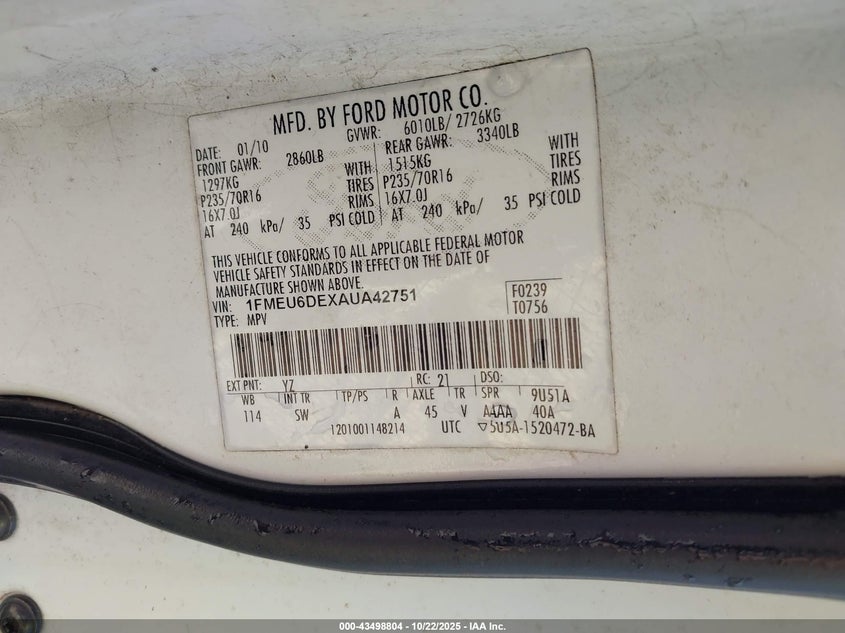 MFD. BY FORD MOTOR CO.
DATE: 01/10 GVWR: 6010LB/ 2726KG
FRONT GAWR: 2860LB REAR GAWR: 3340LB
1297KG WITH 1515KG WITH
P235/70R16 TIRES P235/70R16 TIRES
16X7.0J RIMS 16X7.0J RIMS
AT 240 kPa/ 35 PSI COLD AT 240 kPa/ 35 PSI COLD
Ford
THIS VEHICLE CONFORMS TO ALL APPLICABLE FEDERAL MOTOR
VEHICLE SAFETY STANDARDS IN EFFECT ON THE DATE OF
MANUFACTURE SHOWN ABOVE.
VIN: 1FMEU6DEXAUA42751 F0239
TYPE: MPV T0756
EXT PNT: YZ RC: 21 DSO:
WB INT TR TP/PS R AXLE TR SPR 9U51A
114 SW A 45 V AAAA 40A
1201001148214 UTC ▽5U5A-1520472-BA
000-43498804 - 10/22/2025 - IAA Inc.